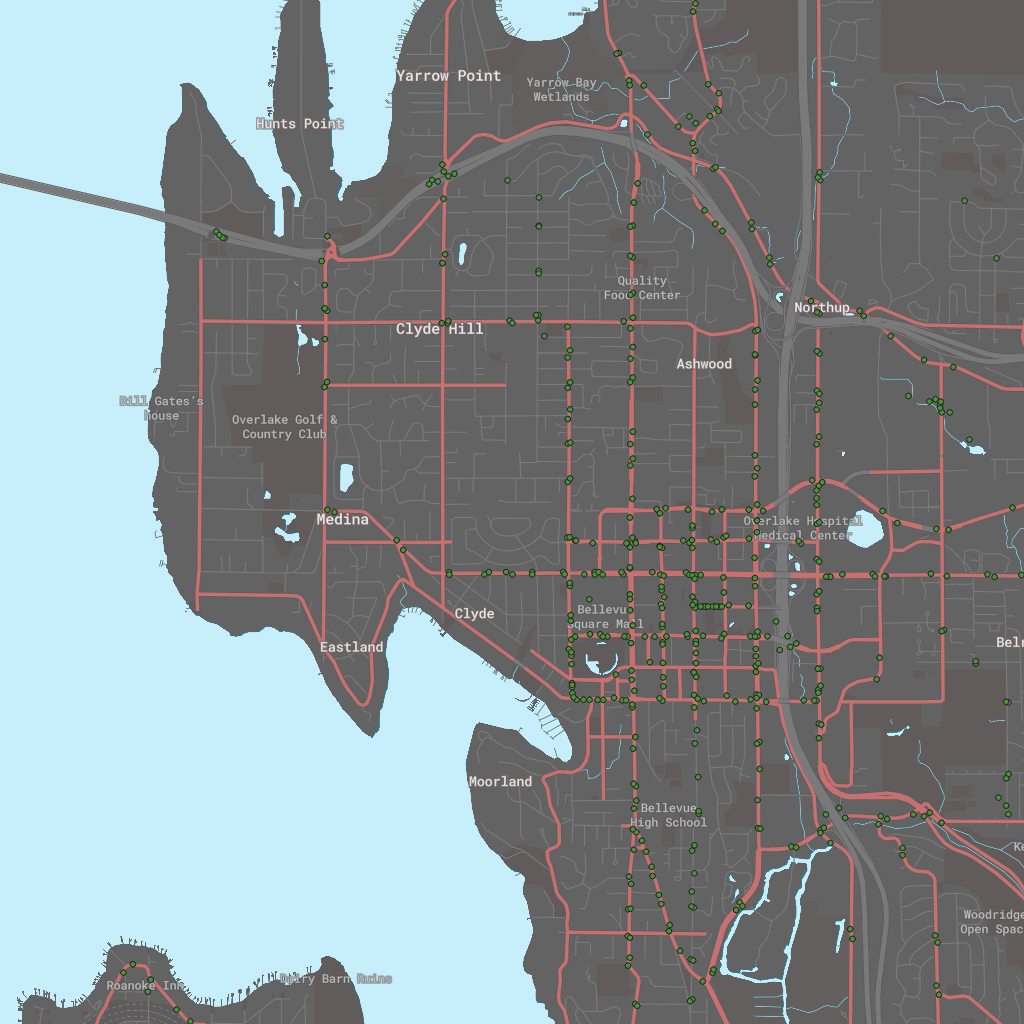 Yarrow Point
Yarrow Bay
Wetlands
Hunts Point
Quality
Food Center
Northup
Clyde Hill
Ashwood
Bill Gates's
house
Overlake Golf &
Country Club
Medina
Overlake Hospital
Medical Center
Clyde
Bellevu
Square Mall
Eastland
Belr
Moorland
Bellevue
High School
Ke
Woodridge
Open Spac
Roanoke Inn
Dairy Barn Ruins